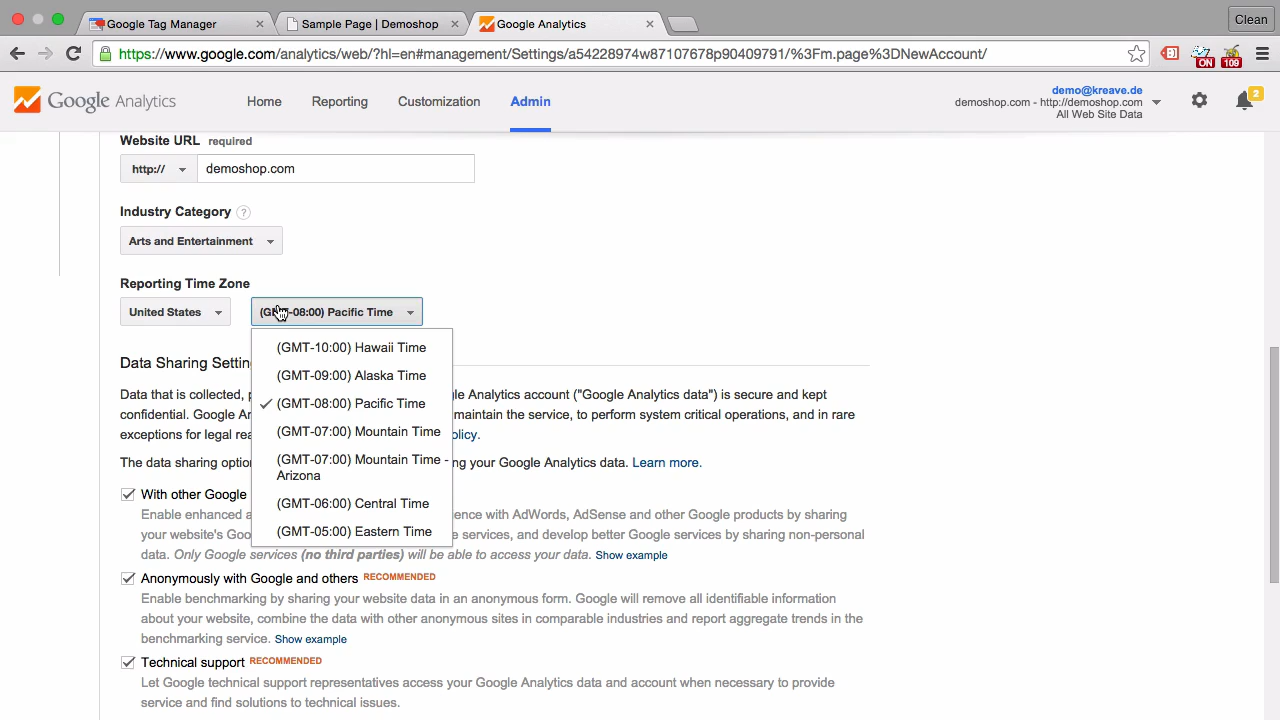 Google Tag Manager
Sample Page | Demoshop
Google Analytics
Clean
https://www.google.com/analytics/web/?hl=en#management/Settings/a54228974w87107678p90409791/%3Fm.page%3DNewAccount/
ON
109
Google Analytics
Home
Reporting
Customization
Admin
demo@kreave.de
demoshop.com - http://demoshop.com
All Web Site Data
2
Website URL required
http://
demoshop.com
Industry Category ?
Arts and Entertainment
Reporting Time Zone
United States
(GMT-08:00) Pacific Time
(GMT-10:00) Hawaii Time
(GMT-09:00) Alaska Time
(GMT-08:00) Pacific Time
(GMT-07:00) Mountain Time
(GMT-07:00) Mountain Time -
Arizona
(GMT-06:00) Central Time
(GMT-05:00) Eastern Time
Data Sharing
Data that is collected, Analytics account ("Google Analytics data") is secure and kept
confidential. Google maintain the service, to perform system critical operations, and in rare
exceptions for legal
The data sharing your Google Analytics data. Learn more.
With other Google
Enable enhanced with AdWords, AdSense and other Google products by sharing
your website's services, and develop better Google services by sharing non-personal
data. Only Google services (no third parties) will be able to access your data. Show example
Anonymously with Google and others RECOMMENDED
Enable benchmarking by sharing your website data in an anonymous form. Google will remove all identifiable information
about your website, combine the data with other anonymous sites in comparable industries and report aggregate trends in the
benchmarking service. Show example
Technical support RECOMMENDED
Let Google technical support representatives access your Google Analytics data and account when necessary to provide
service and find solutions to technical issues.